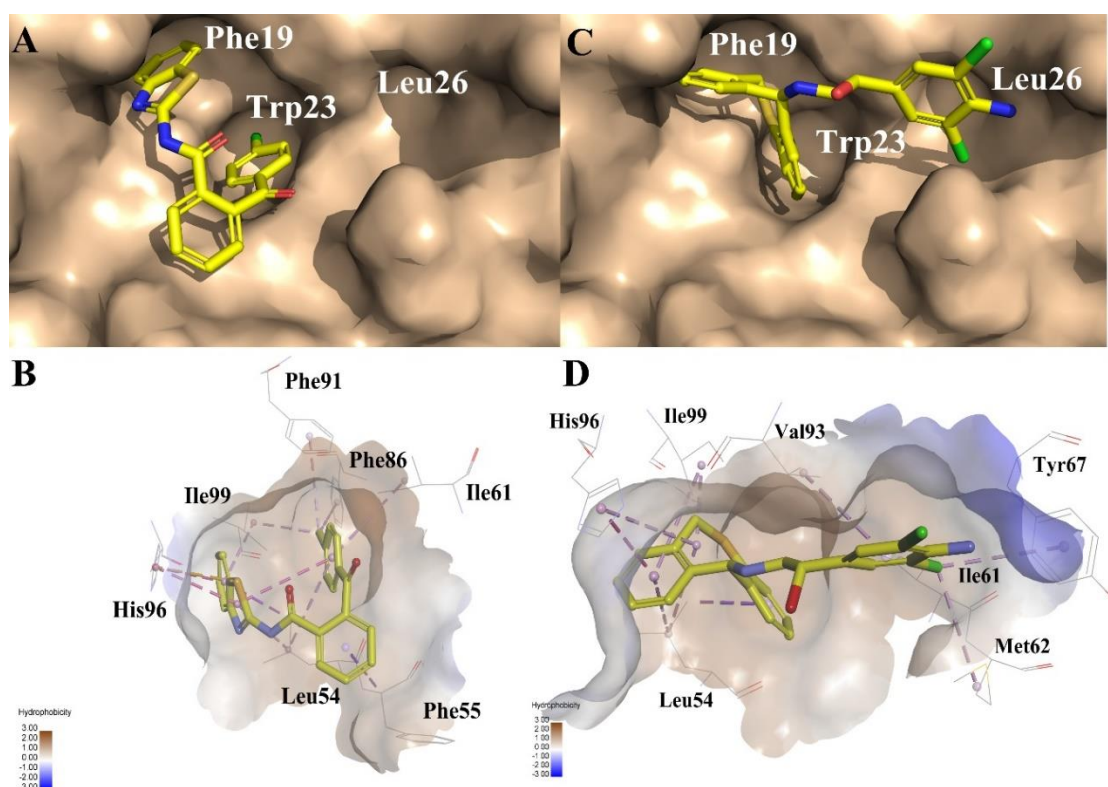 A
Phe19
Trp23
Leu26
C
Phe19
Trp23
Leu26
B
Phe91
Phe86
Ile61
Ile99
His96
Leu54
Phe55
Hydrophobicity
3.00
2.00
1.00
0.00
-1.00
-2.00
-3.00
D
His96
Ile99
Val93
Tyr67
Ile61
Met62
Leu54
Hydrophobicity
3.00
2.00
1.00
0.00
-1.00
-2.00
-3.00